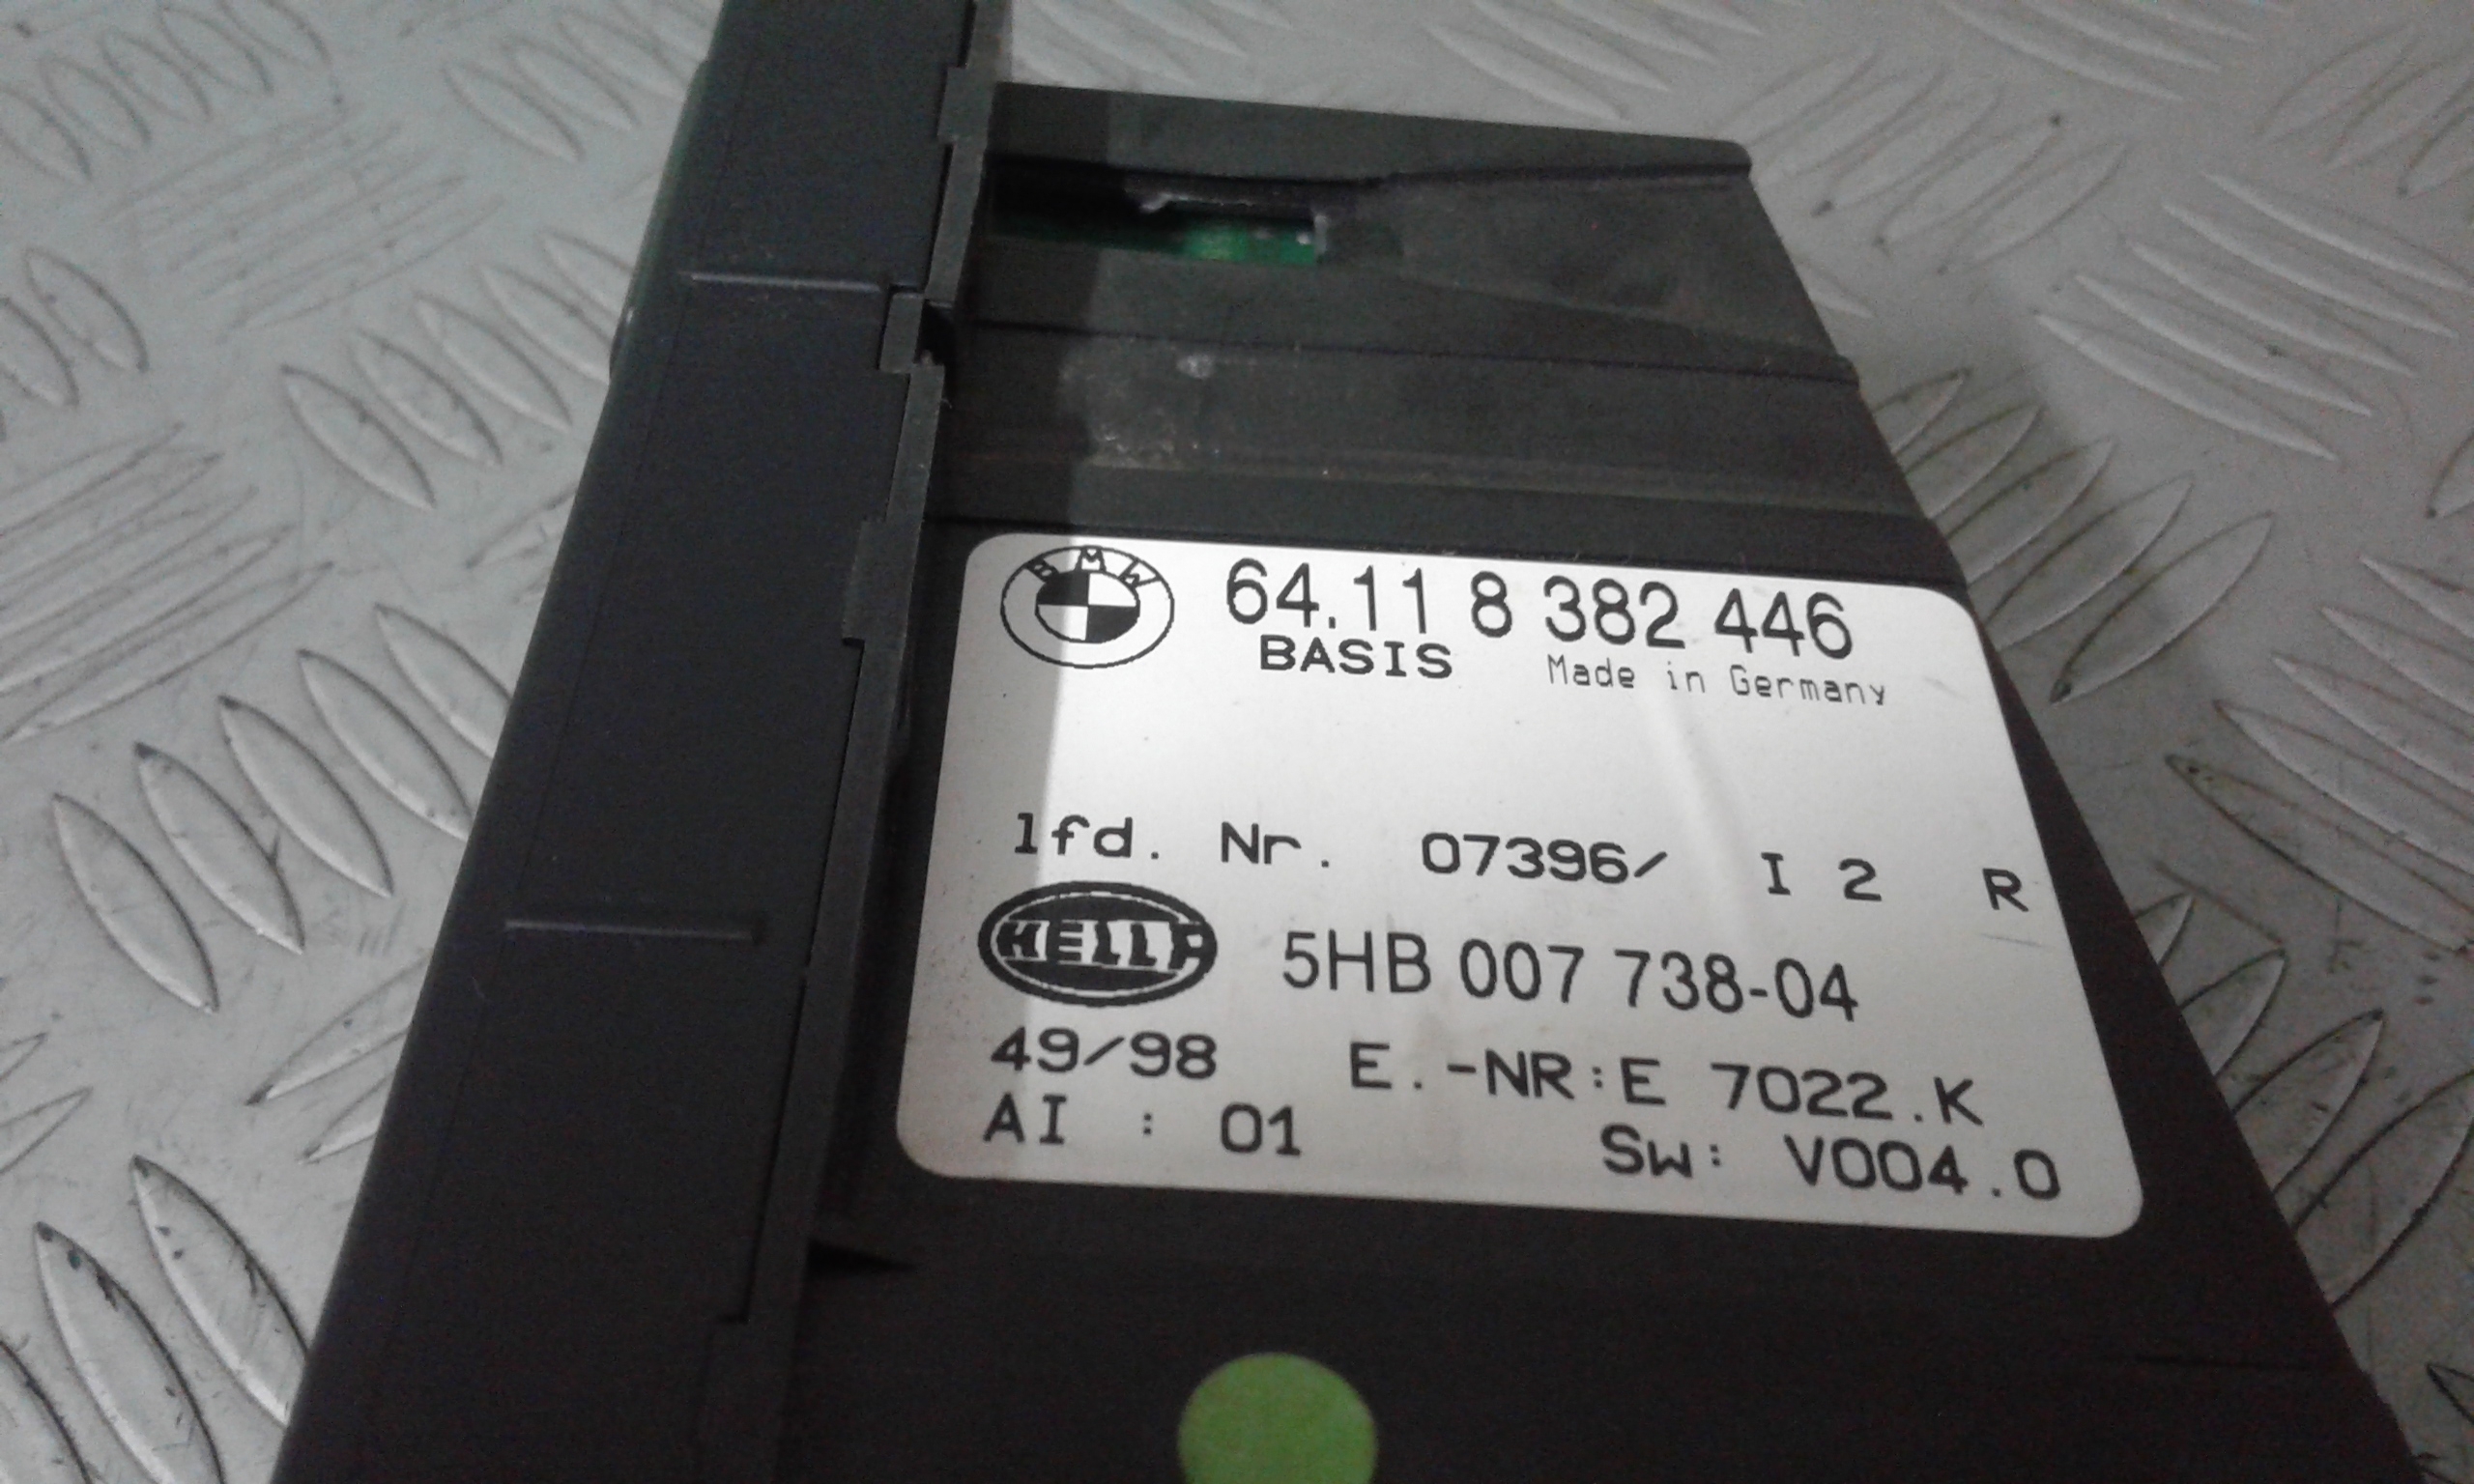 BMW 64.11 8 382 446
BASIS Made in Germany
lfd. Nr. 07396/ I 2 R
HELLA 5HB 007 738-04
49/98 E.-NR:E 7022.K
AI : 01 SW: V004.0